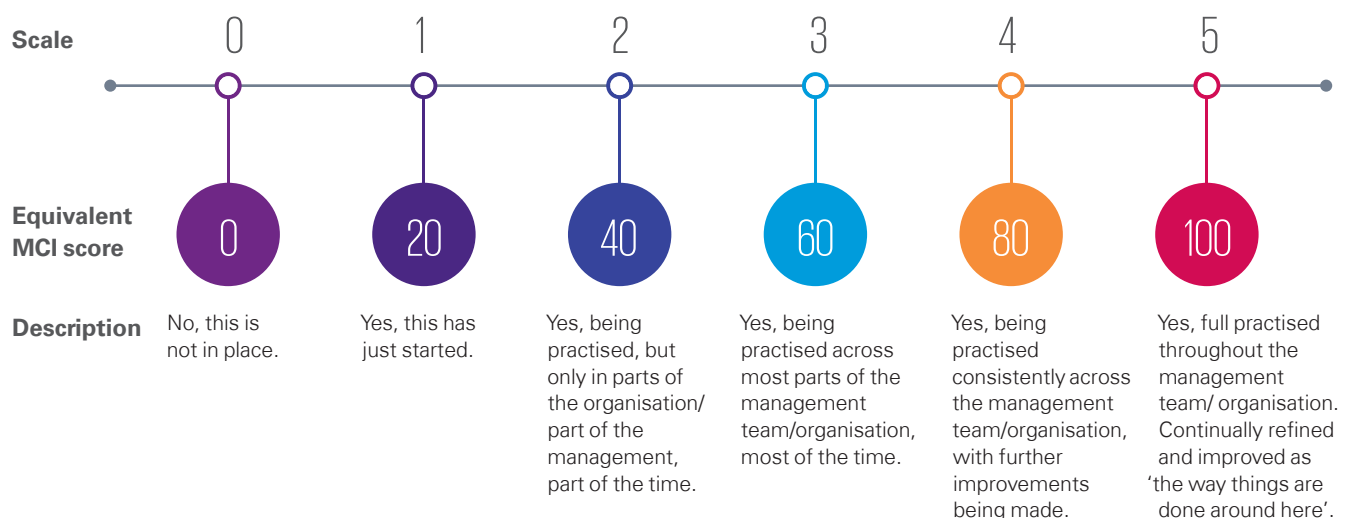 Scale
0
1
2
3
4
5
Equivalent
MCI score
0
20
40
60
80
100
Description
No, this is
not in place.
Yes, this has
just started.
Yes, being
practised, but
only in parts of
the organisation/
part of the
management,
part of the time.
Yes, being
practised across
most parts of the
management
team/organisation,
most of the time.
Yes, being
practised
consistently across
the management
team/organisation,
with further
improvements
being made.
Yes, full practised
throughout the
management
team/ organisation.
Continually refined
and improved as
‘the way things are
done around here’.